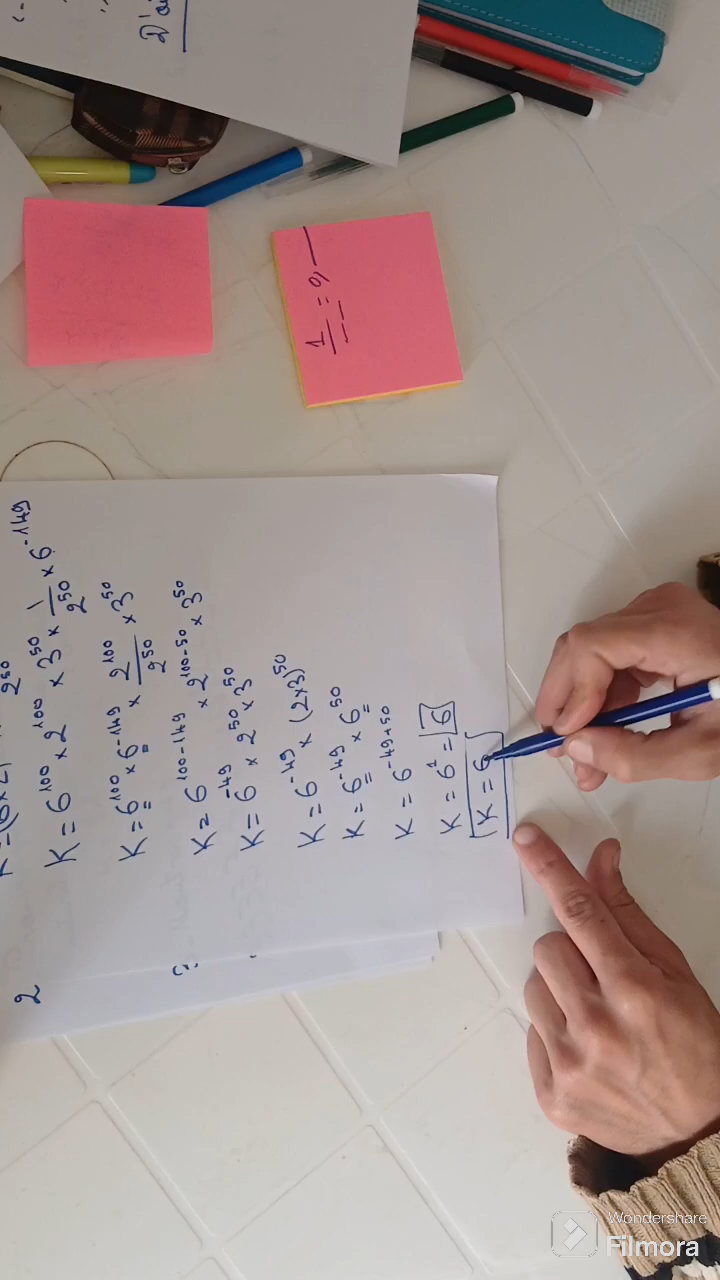 D'a
1/-- = 0,
2
K = 6^100 × 2^100 × 3^50 × 1/2^50 × 6^-149
K = 6^100 × 6^-149 × 2^100/2^50 × 3^50
K = 6^100-149 × 2^100-50 × 3^50
K = 6^-49 × 2^50 × 3^50
K = 6^-49 × (2×3)^50
K = 6^-49 × 6^50
K = 6^-49+50
K = 6^1 = 6
K = 6
Wondershare
Filmora